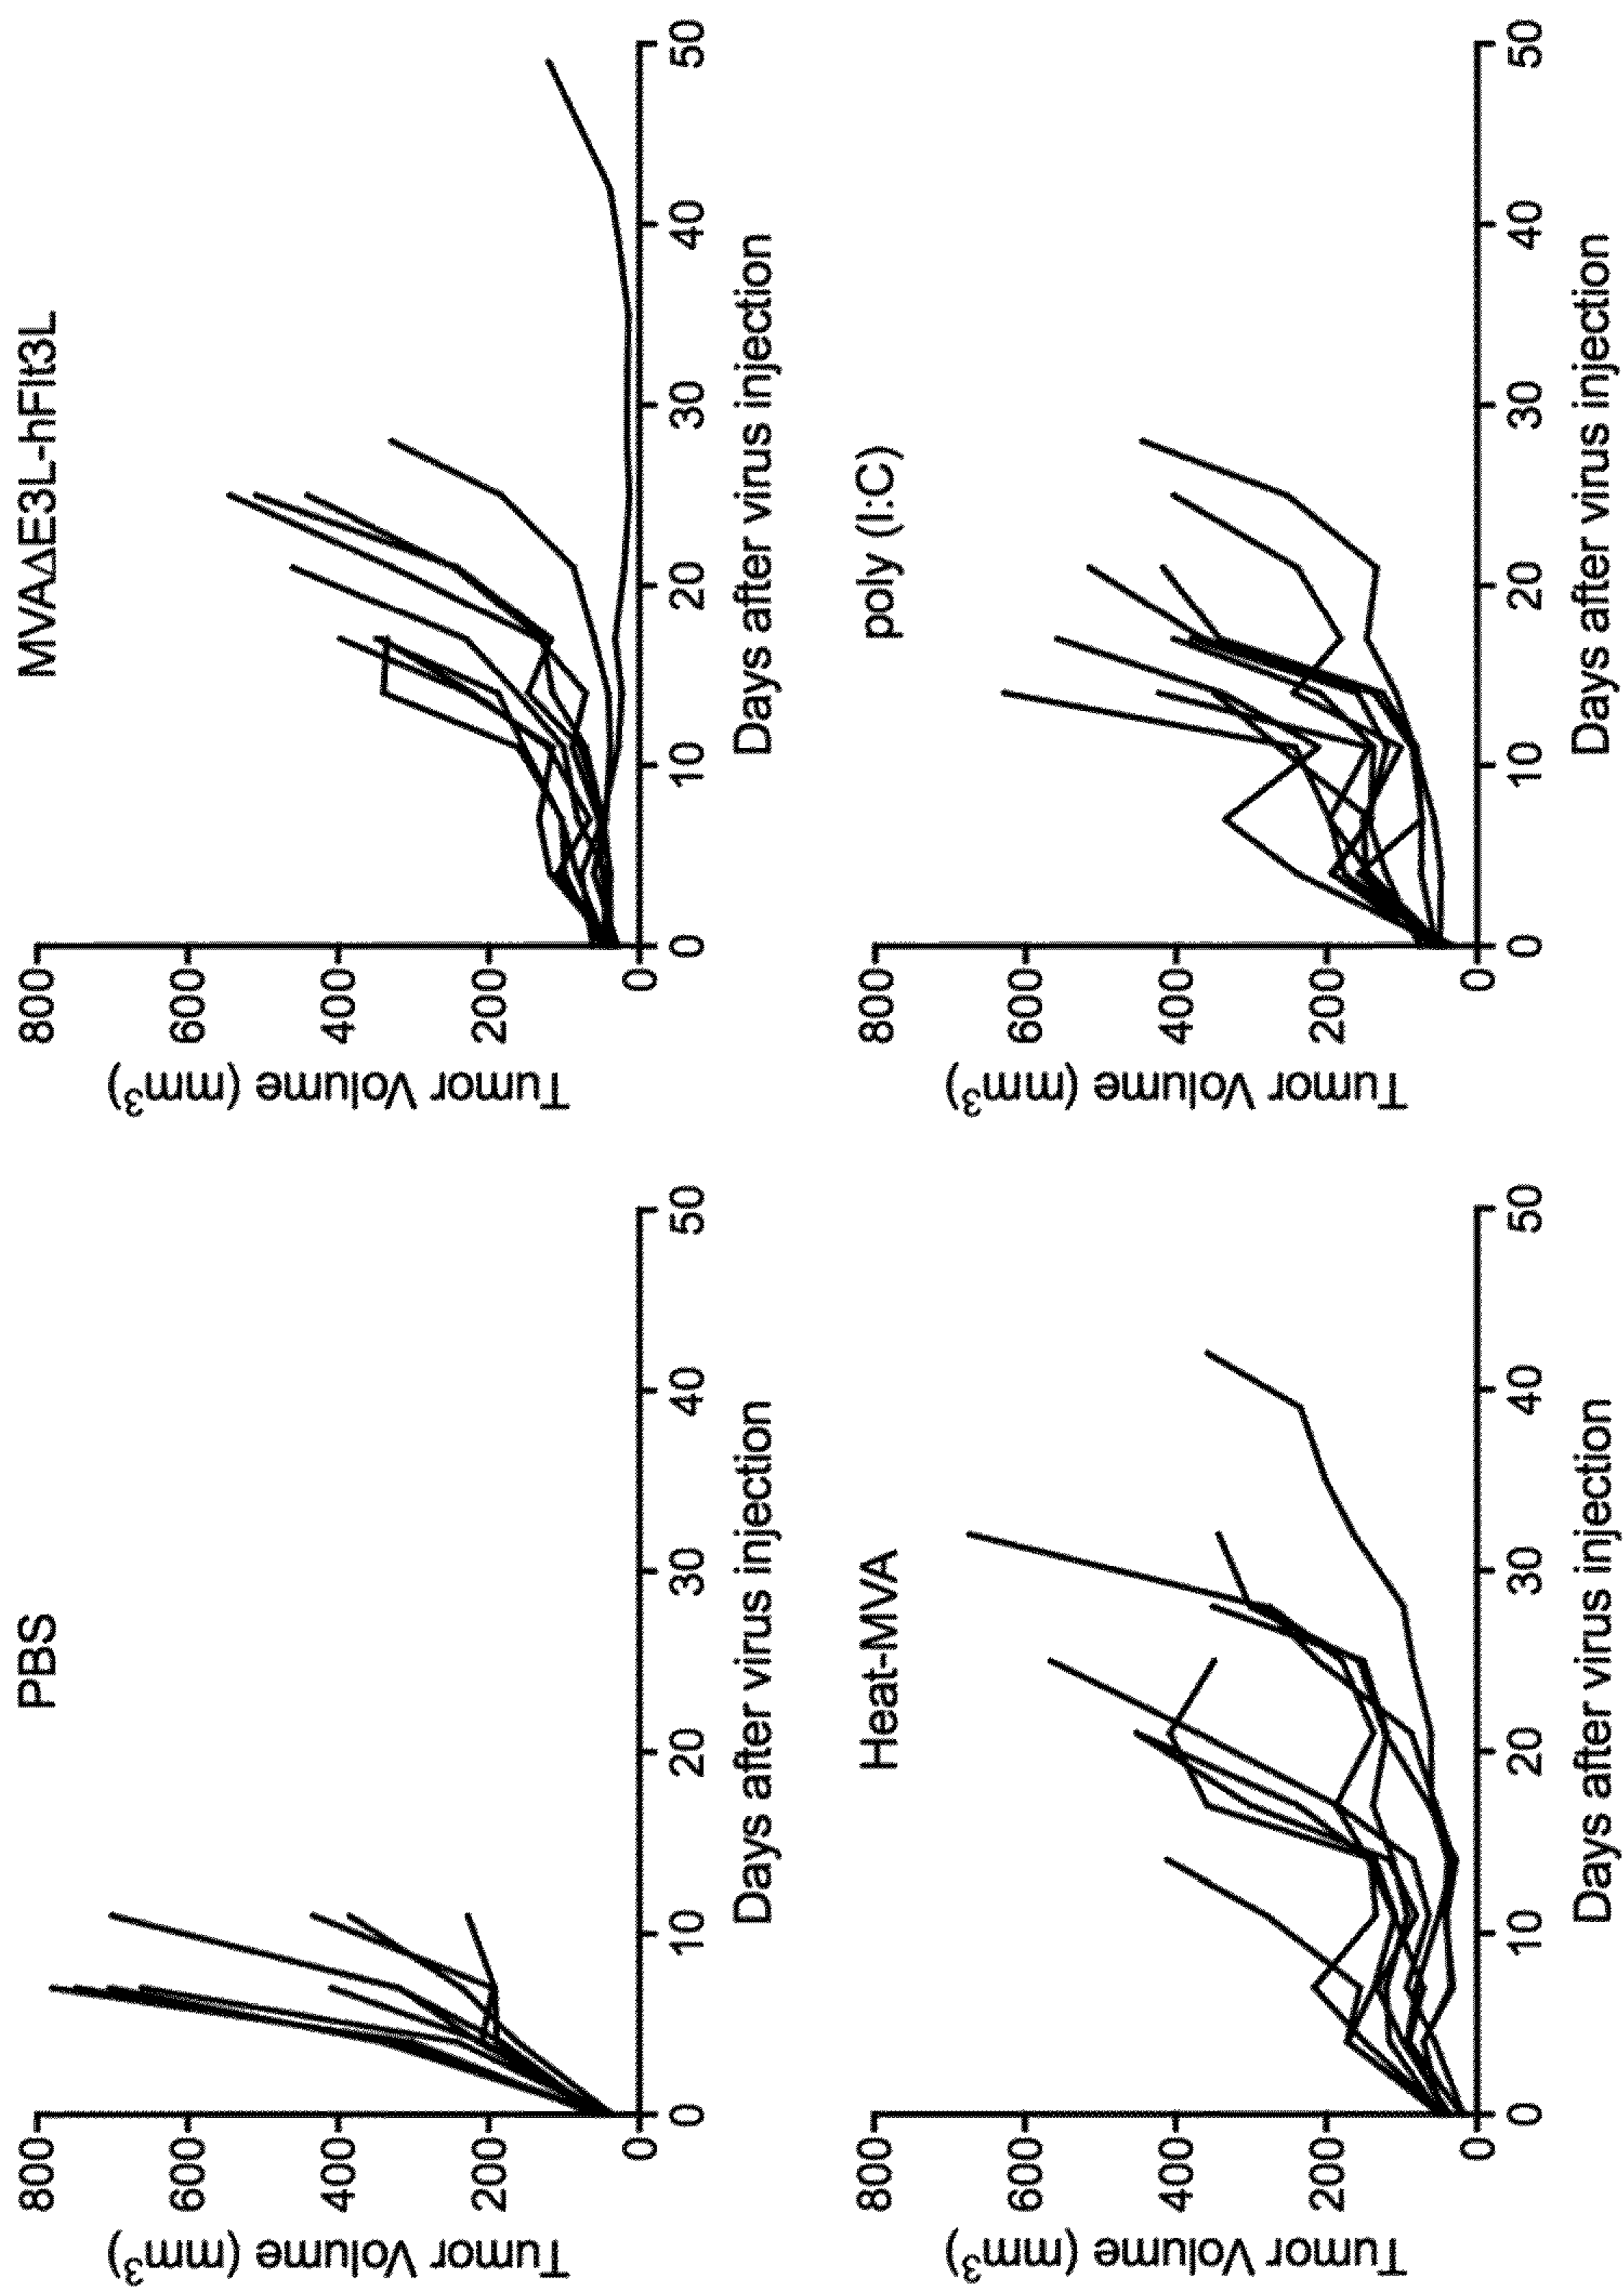 PBS
Tumor Volume (mm³)
800
600
400
200
0
0 10 20 30 40 50
Days after virus injection
MVAΔE3L-hFlt3L
Tumor Volume (mm³)
800
600
400
200
0
0 10 20 30 40 50
Days after virus injection
Heat-MVA
Tumor Volume (mm³)
800
600
400
200
0
0 10 20 30 40 50
Days after virus injection
poly (I:C)
Tumor Volume (mm³)
800
600
400
200
0
0 10 20 30 40 50
Days after virus injection